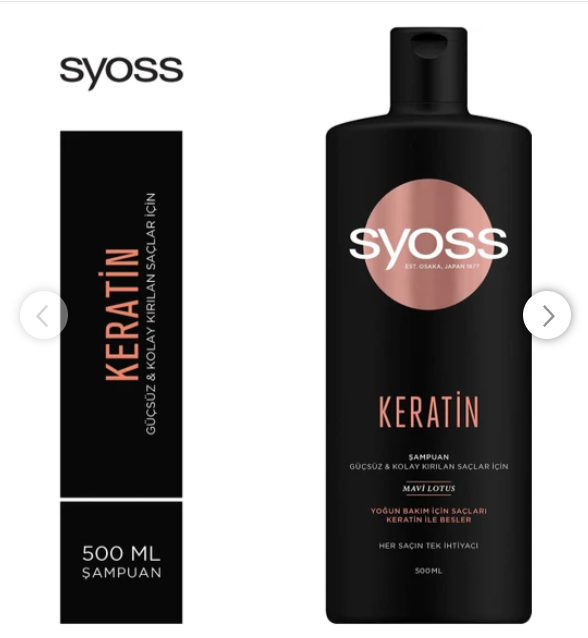 syoss
KERATİN
GÜÇSÜZ & KOLAY KIRILAN SAÇLAR İÇİN
500 ML
ŞAMPUAN
syoss
EST. OSAKA, JAPAN 1977
KERATİN
ŞAMPUAN
GÜÇSÜZ & KOLAY KIRILAN SAÇLAR İÇİN
MAVİ LOTUS
YOĞUN BAKIM İÇİN SAÇLARI
KERATİN İLE BESLER
HER SAÇIN TEK İHTİYACI
500ML